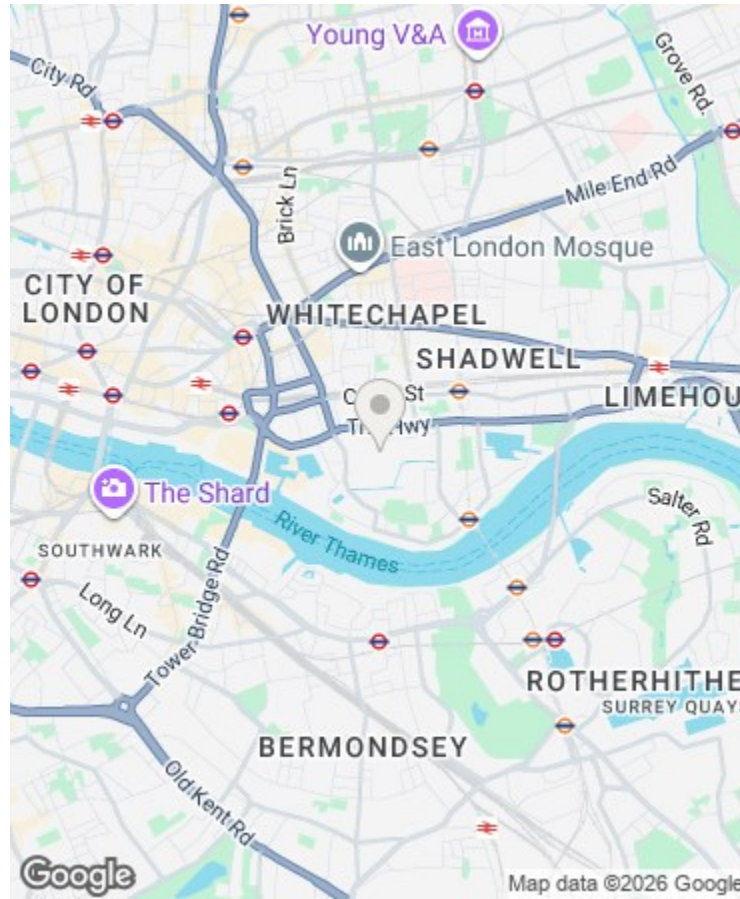 Young V&A
City Rd
Grove Rd.
Brick Ln
Mile End Rd
East London Mosque
CITY OF
LONDON
WHITECHAPEL
SHADWELL
St
LIMEHOU
Hwy
The Shard
River Thames
Salter Rd
SOUTHWARK
Long Ln
Tower Bridge Rd
ROTHERHITHE
SURREY QUAY
BERMONDSEY
Old Kent Rd
Google
Map data ©2026 Google